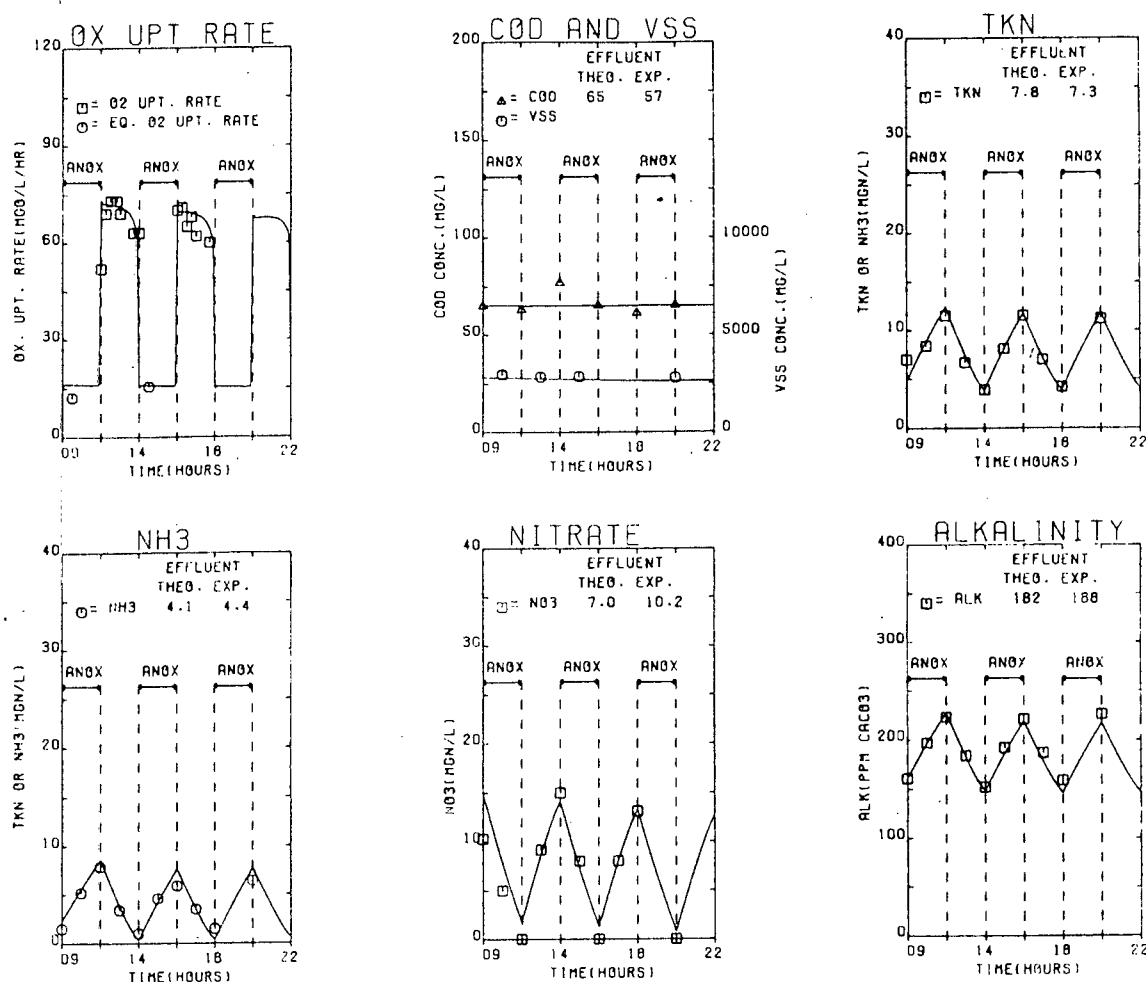 OX UPT RATE
120
90
60
30
0
OX. UPT. RATE(MGO/L/HR)
= O2 UPT. RATE
= EQ. O2 UPT. RATE
ANOX ANOX ANOX
09 14 18 22
TIME(HOURS)
COD AND VSS
200
150
100
50
0
COD CONC.(MG/L)
EFFLUENT
THEO. EXP.
= COD 65 57
= VSS
ANOX ANOX ANOX
10000
5000
0
VSS CONC.(MG/L)
09 14 18 22
TIME(HOURS)
TKN
40
30
20
10
0
TKN OR NH3(MGN/L)
EFFLUENT
THEO. EXP.
= TKN 7.8 7.3
ANOX ANOX ANOX
09 14 18 22
TIME(HOURS)
NH3
40
30
20
10
0
TKN OR NH3(MGN/L)
EFFLUENT
THEO. EXP.
= NH3 4.1 4.4
ANOX ANOX ANOX
09 14 18 22
TIME(HOURS)
NITRATE
40
30
20
10
0
NO3(MGN/L)
EFFLUENT
THEO. EXP.
= NO3 7.0 10.2
ANOX ANOX ANOX
09 14 18 22
TIME(HOURS)
ALKALINITY
400
300
200
100
0
ALK(PPM CACO3)
EFFLUENT
THEO. EXP.
= ALK 182 188
ANOX ANOX ANOX
09 14 18 22
TIME(HOURS)